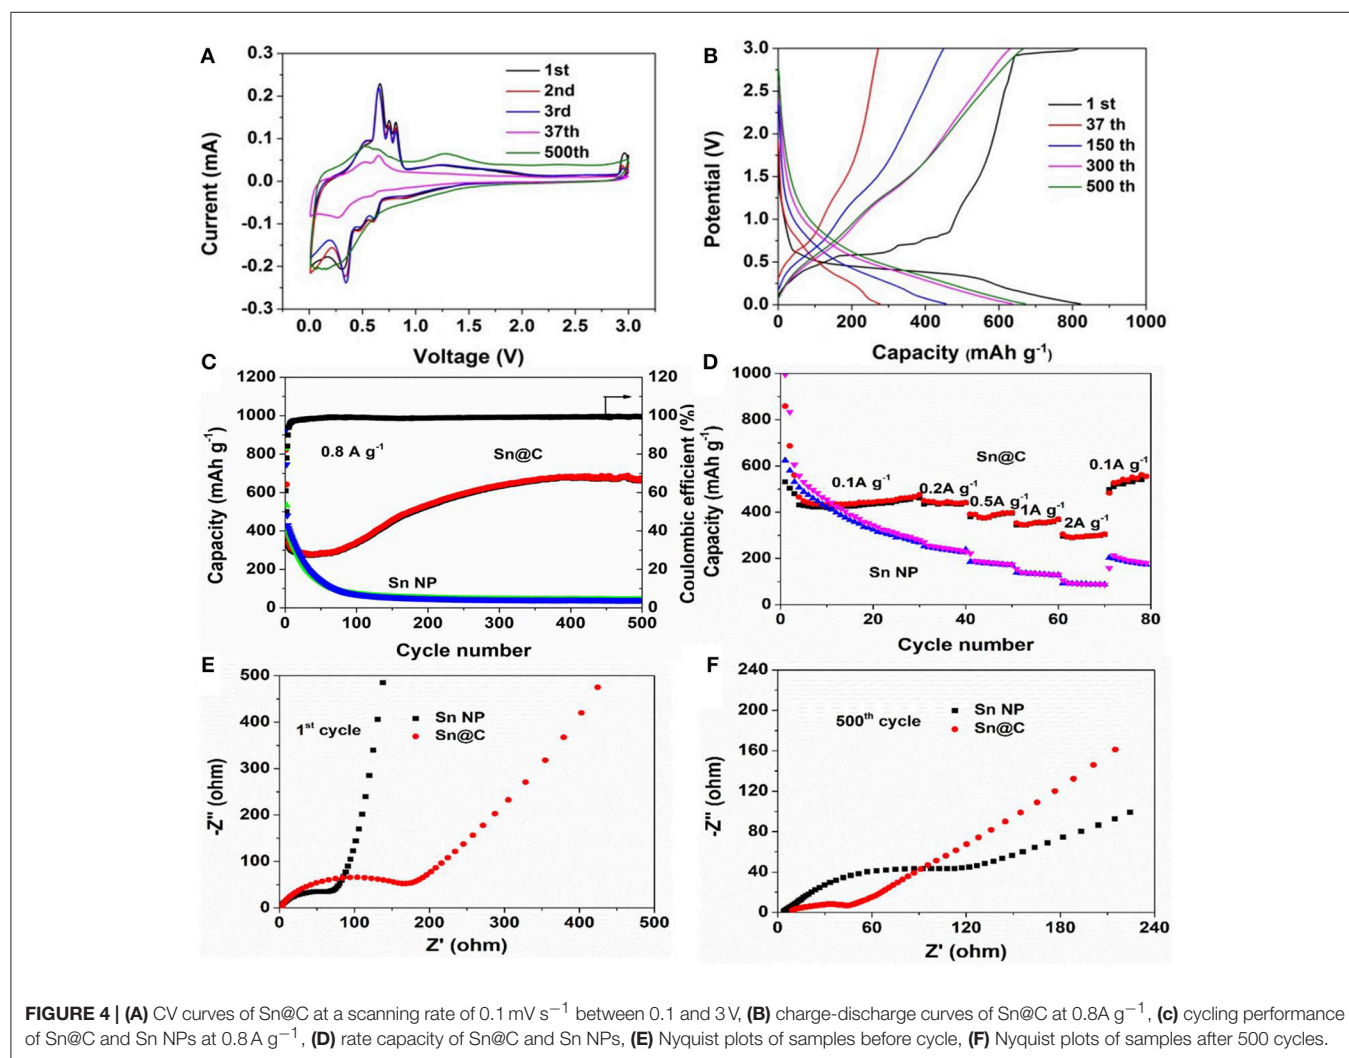 A
0.3
0.2
0.1
0.0
-0.1
-0.2
-0.3
Current (mA)
1st
2nd
3rd
37th
500th
0.0 0.5 1.0 1.5 2.0 2.5 3.0
Voltage (V)
B
3.0
2.5
2.0
1.5
1.0
0.5
0.0
Potential (V)
1 st
37 th
150 th
300 th
500 th
0 200 400 600 800 1000
Capacity (mAh g⁻¹)
C
1200
1000
800
600
400
200
0
Capacity (mAh g⁻¹)
0.8 A g⁻¹
Sn@C
Sn NP
120
100
80
60
40
20
0
Coulombic efficient (%)
0 100 200 300 400 500
Cycle number
D
1000
800
600
400
200
0
Capacity (mAh g⁻¹)
Sn@C
0.1A g⁻¹
0.1A g⁻¹ 0.2A g⁻¹
0.5A g⁻¹ 1A g⁻¹
2A g⁻¹
Sn NP
0 20 40 60 80
Cycle number
E
500
400
300
200
100
0
-Z" (ohm)
1st cycle
Sn NP
Sn@C
0 100 200 300 400 500
Z' (ohm)
F
240
200
160
120
80
40
0
-Z" (ohm)
500th cycle
Sn NP
Sn@C
0 60 120 180 240
Z' (ohm)
FIGURE 4 | (A) CV curves of Sn@C at a scanning rate of 0.1 mV s⁻¹ between 0.1 and 3 V, (B) charge-discharge curves of Sn@C at 0.8A g⁻¹, (c) cycling performance
of Sn@C and Sn NPs at 0.8 A g⁻¹, (D) rate capacity of Sn@C and Sn NPs, (E) Nyquist plots of samples before cycle, (F) Nyquist plots of samples after 500 cycles.